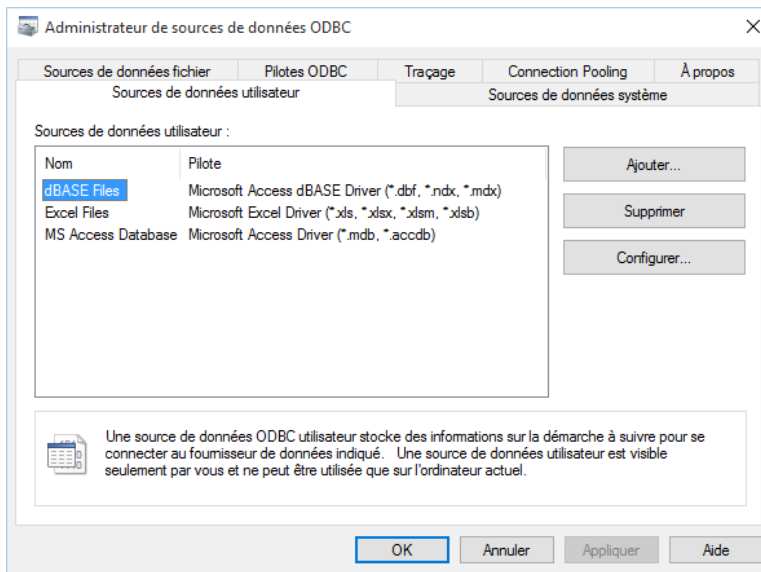 Administrateur de sources de données ODBC
Sources de données fichier Pilotes ODBC Traçage Connection Pooling À propos
Sources de données utilisateur Sources de données système
Sources de données utilisateur :
Nom Pilote
dBASE Files Microsoft Access dBASE Driver (*.dbf, *.ndx, *.mdx)
Excel Files Microsoft Excel Driver (*.xls, *.xlsx, *.xlsm, *.xlsb)
MS Access Database Microsoft Access Driver (*.mdb, *.accdb)
Ajouter...
Supprimer
Configurer...
Une source de données ODBC utilisateur stocke des informations sur la démarche à suivre pour se
connecter au fournisseur de données indiqué. Une source de données utilisateur est visible
seulement par vous et ne peut être utilisée que sur l'ordinateur actuel.
OK Annuler Appliquer Aide